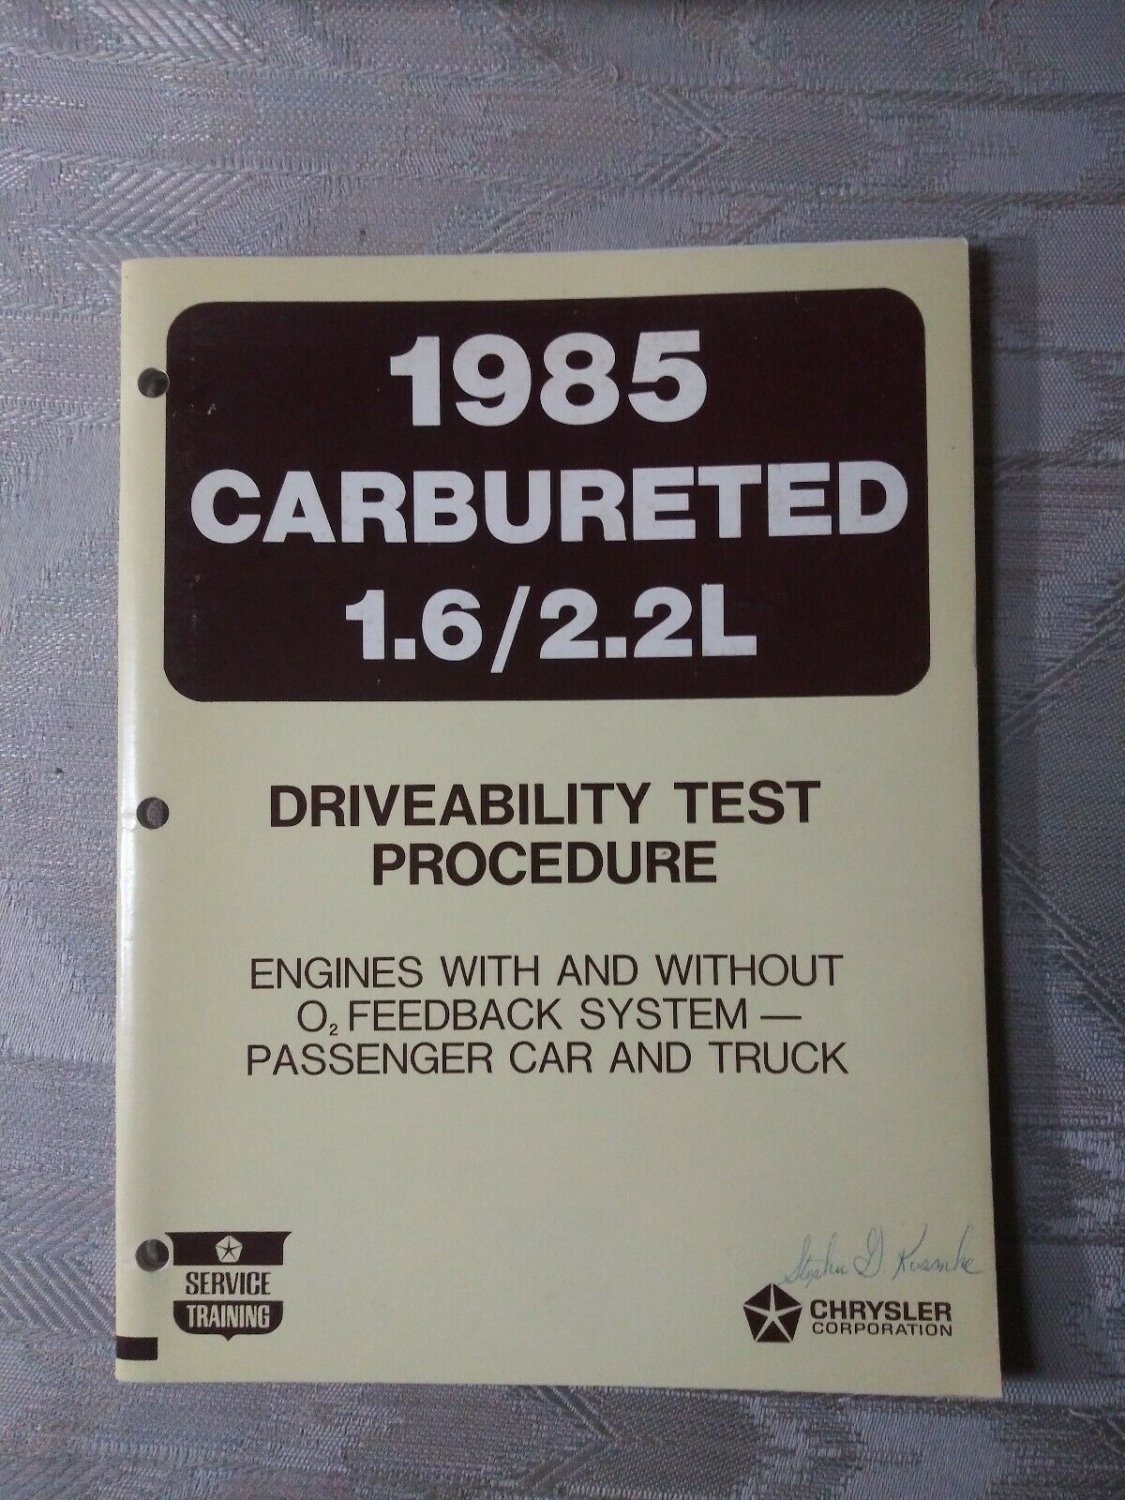 1985
CARBURETED
1.6/2.2L
DRIVEABILITY TEST
PROCEDURE
ENGINES WITH AND WITHOUT
O₂ FEEDBACK SYSTEM —
PASSENGER CAR AND TRUCK
SERVICE
TRAINING
CHRYSLER
CORPORATION